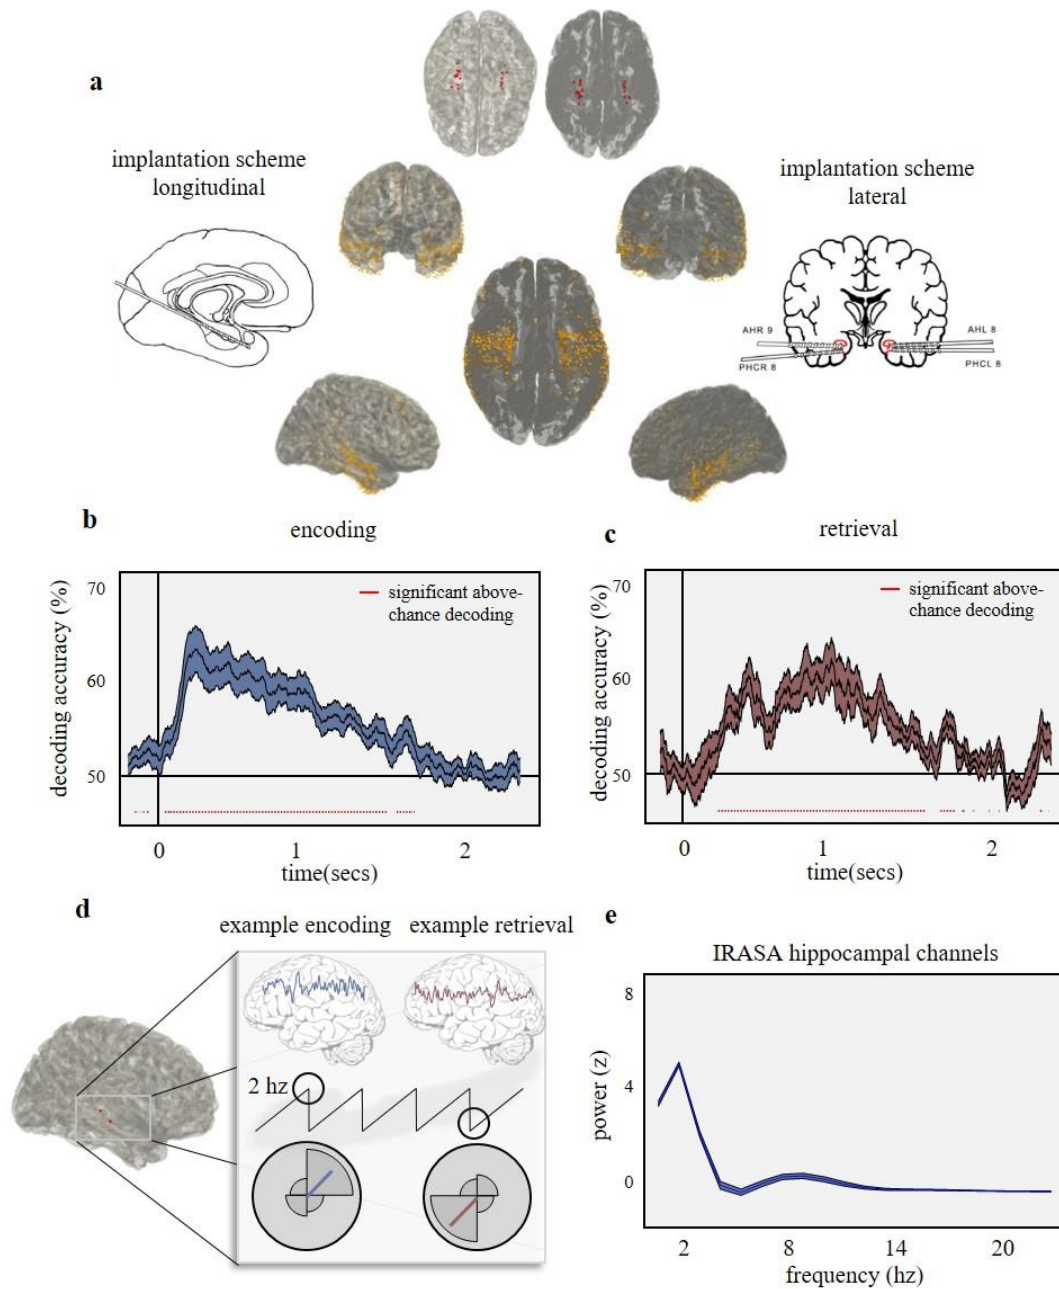 a
implantation scheme
longitudinal
implantation scheme
lateral
AHR 9
PHCR 8
AHL 8
PHCL 8
b
encoding
decoding accuracy (%)
70
60
50
significant above-
chance decoding
0
1
2
time(secs)
c
retrieval
decoding accuracy (%)
70
60
50
significant above-
chance decoding
0
1
2
time(secs)
d
example encoding
example retrieval
2 hz
e
IRASA hippocampal channels
power (z)
8
4
0
2
8
14
20
frequency (hz)